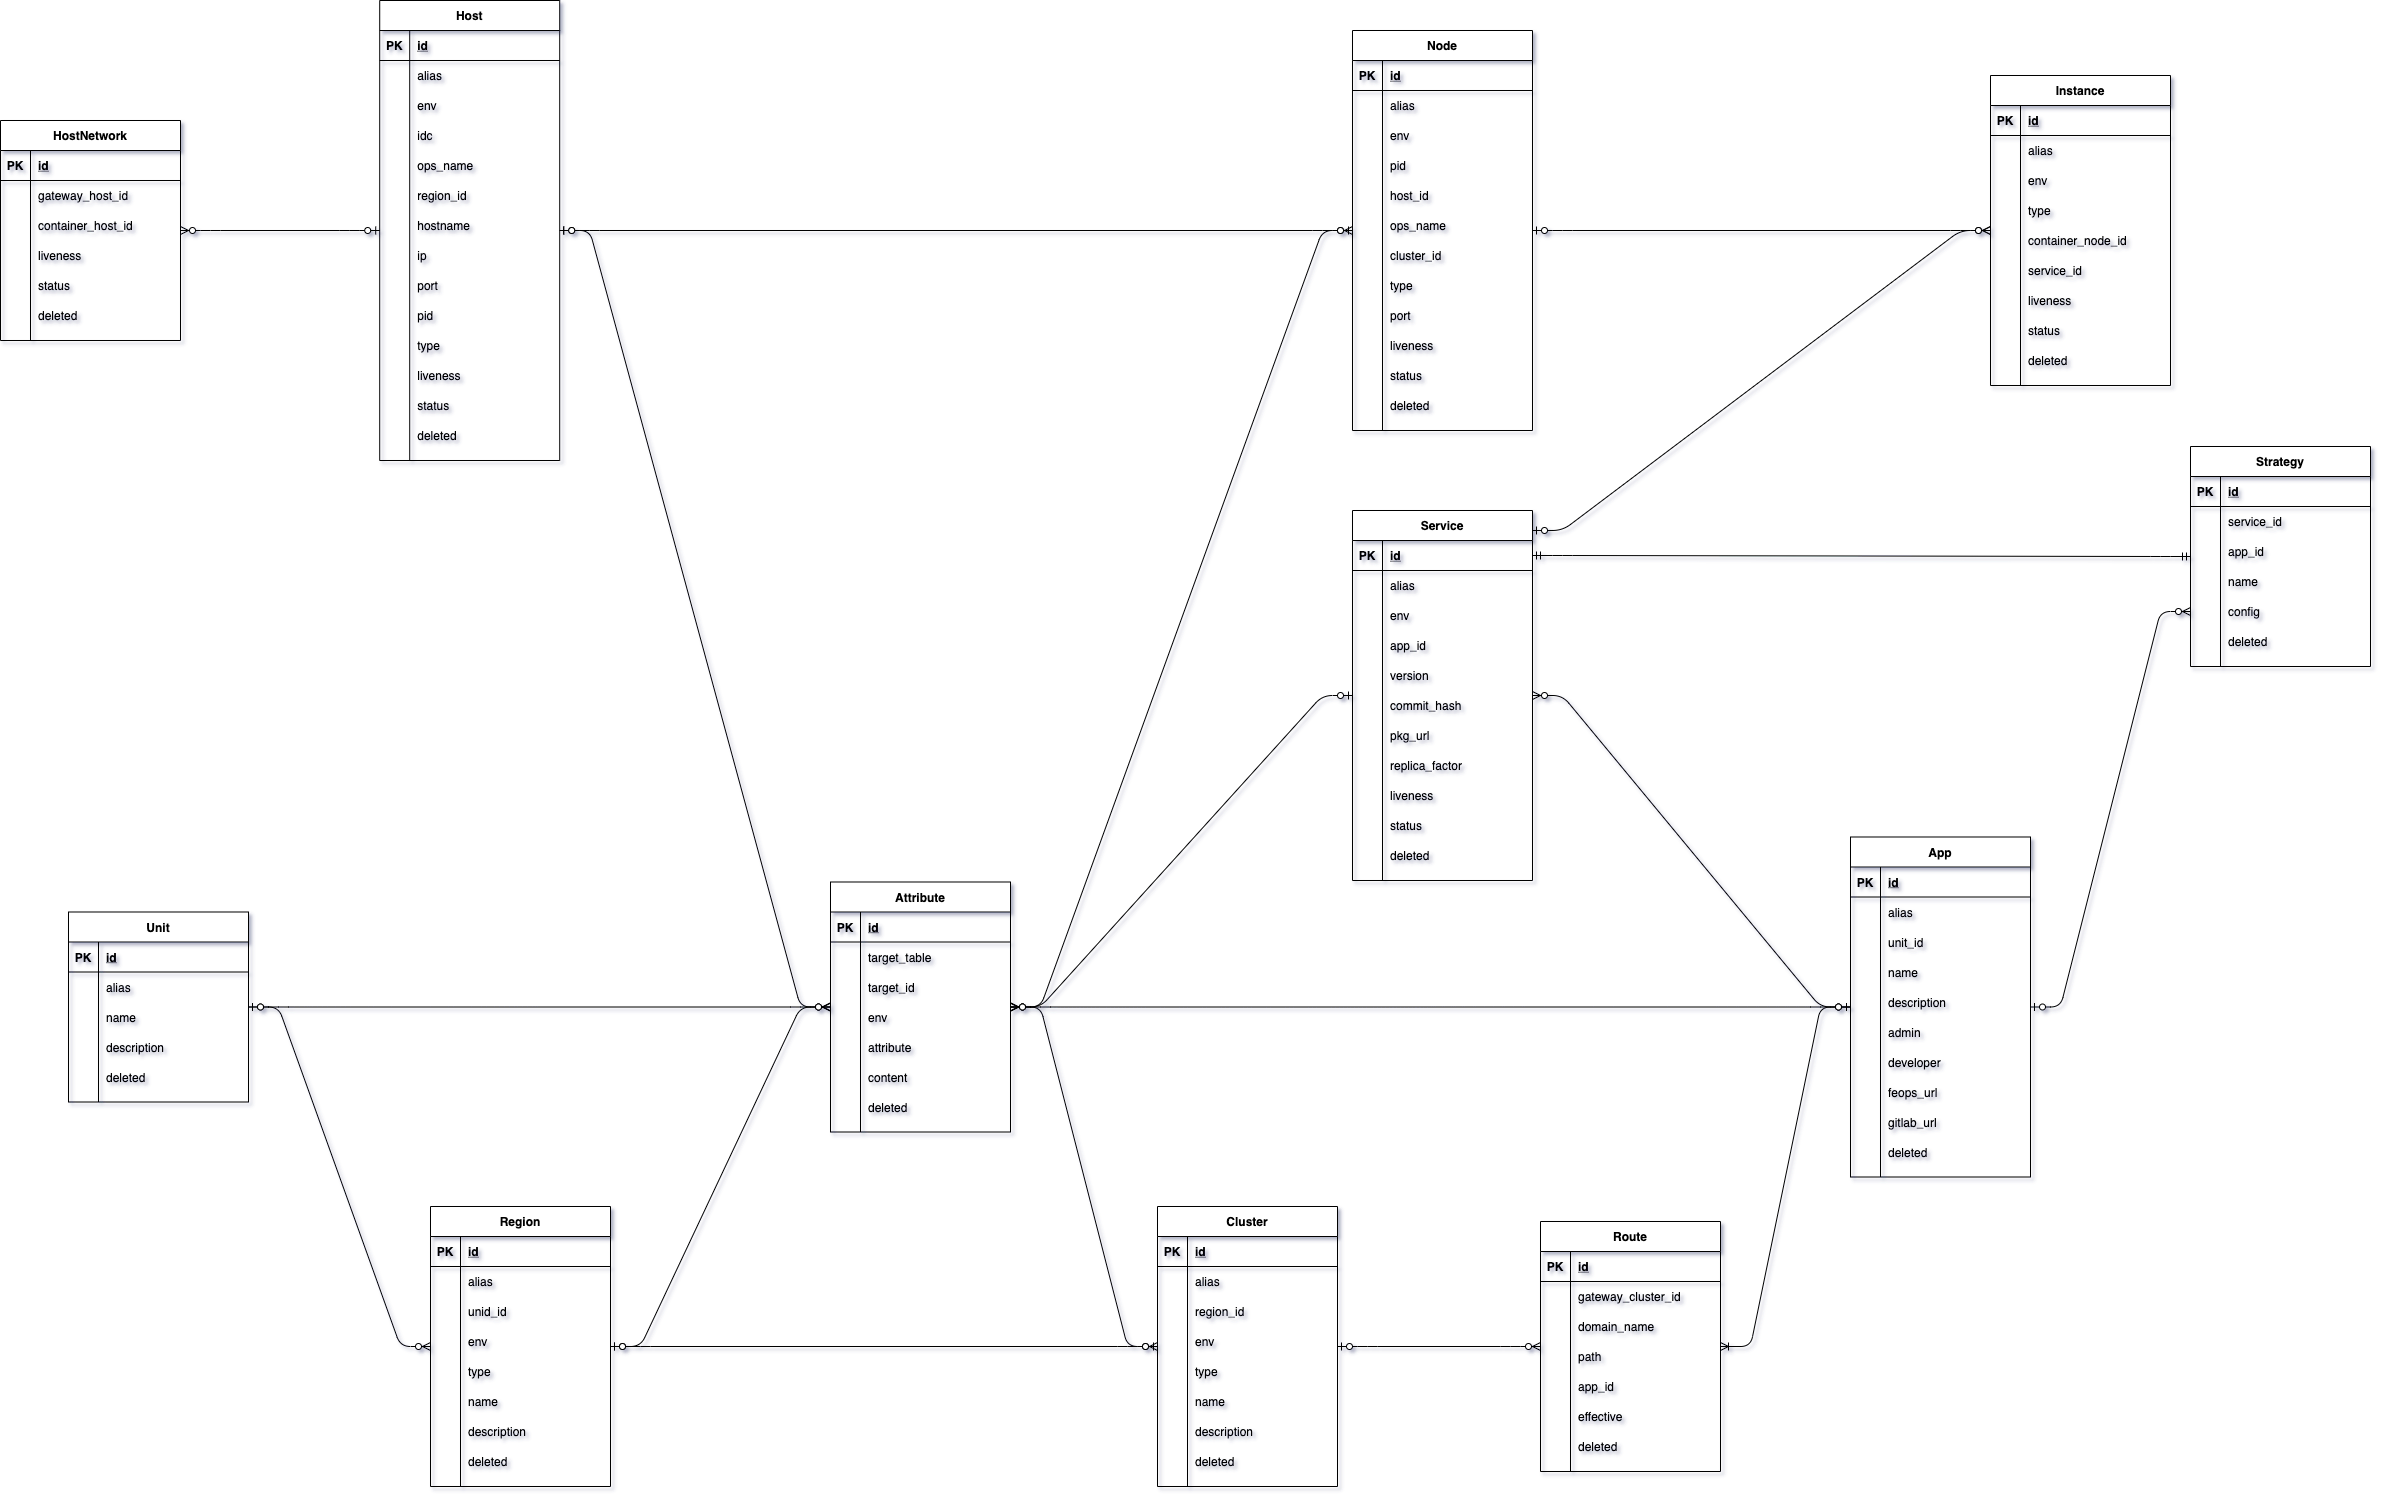 Host
PK id
alias
env
idc
ops_name
region_id
hostname
ip
port
pid
type
liveness
status
deleted
Node
PK id
alias
env
pid
host_id
ops_name
cluster_id
type
port
liveness
status
deleted
Instance
PK id
alias
env
type
container_node_id
service_id
liveness
status
deleted
HostNetwork
PK id
gateway_host_id
container_host_id
liveness
status
deleted
Strategy
PK id
service_id
app_id
name
config
deleted
Service
PK id
alias
env
app_id
version
commit_hash
pkg_url
replica_factor
liveness
status
deleted
App
PK id
alias
unit_id
name
description
admin
developer
feops_url
gitlab_url
deleted
Attribute
PK id
target_table
target_id
env
attribute
content
deleted
Unit
PK id
alias
name
description
deleted
Region
PK id
alias
unid_id
env
type
name
description
deleted
Cluster
PK id
alias
region_id
env
type
name
description
deleted
Route
PK id
gateway_cluster_id
domain_name
path
app_id
effective
deleted